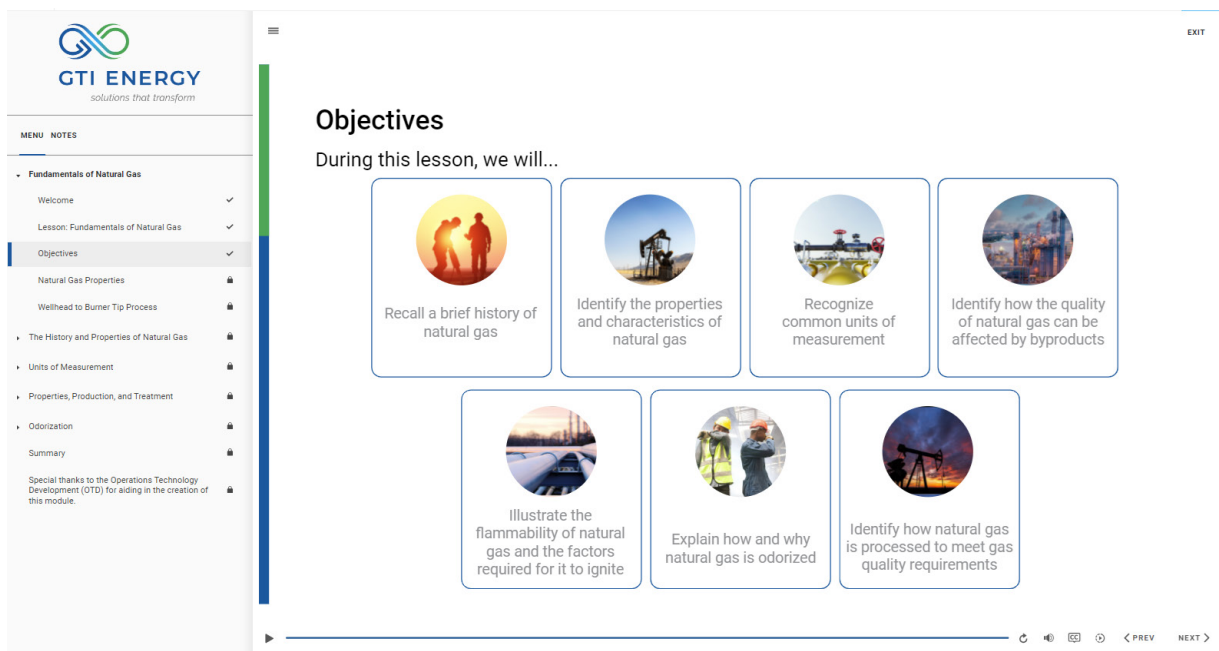 GTI ENERGY
solutions that transform
MENU NOTES
Fundamentals of Natural Gas
Welcome
Lesson: Fundamentals of Natural Gas
Objectives
Natural Gas Properties
Wellhead to Burner Tip Process
The History and Properties of Natural Gas
Units of Measurement
Properties, Production, and Treatment
Odorization
Summary
Special thanks to the Operations Technology
Development (OTD) for aiding in the creation of
this module.
EXIT
Objectives
During this lesson, we will...
Recall a brief history of
natural gas
Identify the properties
and characteristics of
natural gas
Recognize
common units of
measurement
Identify how the quality
of natural gas can be
affected by byproducts
Illustrate the
flammability of natural
gas and the factors
required for it to ignite
Explain how and why
natural gas is odorized
Identify how natural gas
is processed to meet gas
quality requirements
CC
PREV
NEXT